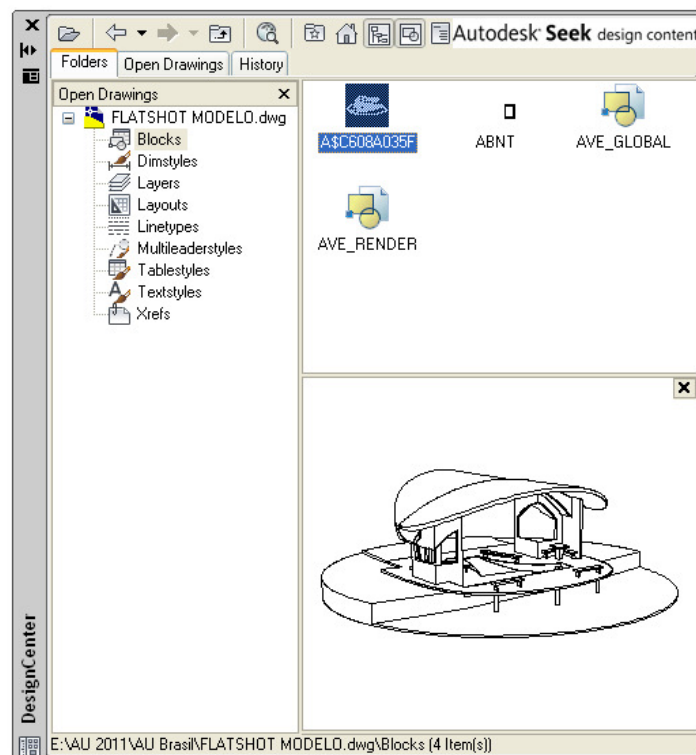 Autodesk® Seek design content
Folders
Open Drawings
History
Open Drawings
FLATSHOT MODELO.dwg
Blocks
Dimstyles
Layers
Layouts
Linetypes
Multileaderstyles
Tablestyles
Textstyles
Xrefs
A$C608A035F
ABNT
AVE_GLOBAL
AVE_RENDER
DesignCenter
E:\AU 2011\AU Brasil\FLATSHOT MODELO.dwg\Blocks (4 Item(s))